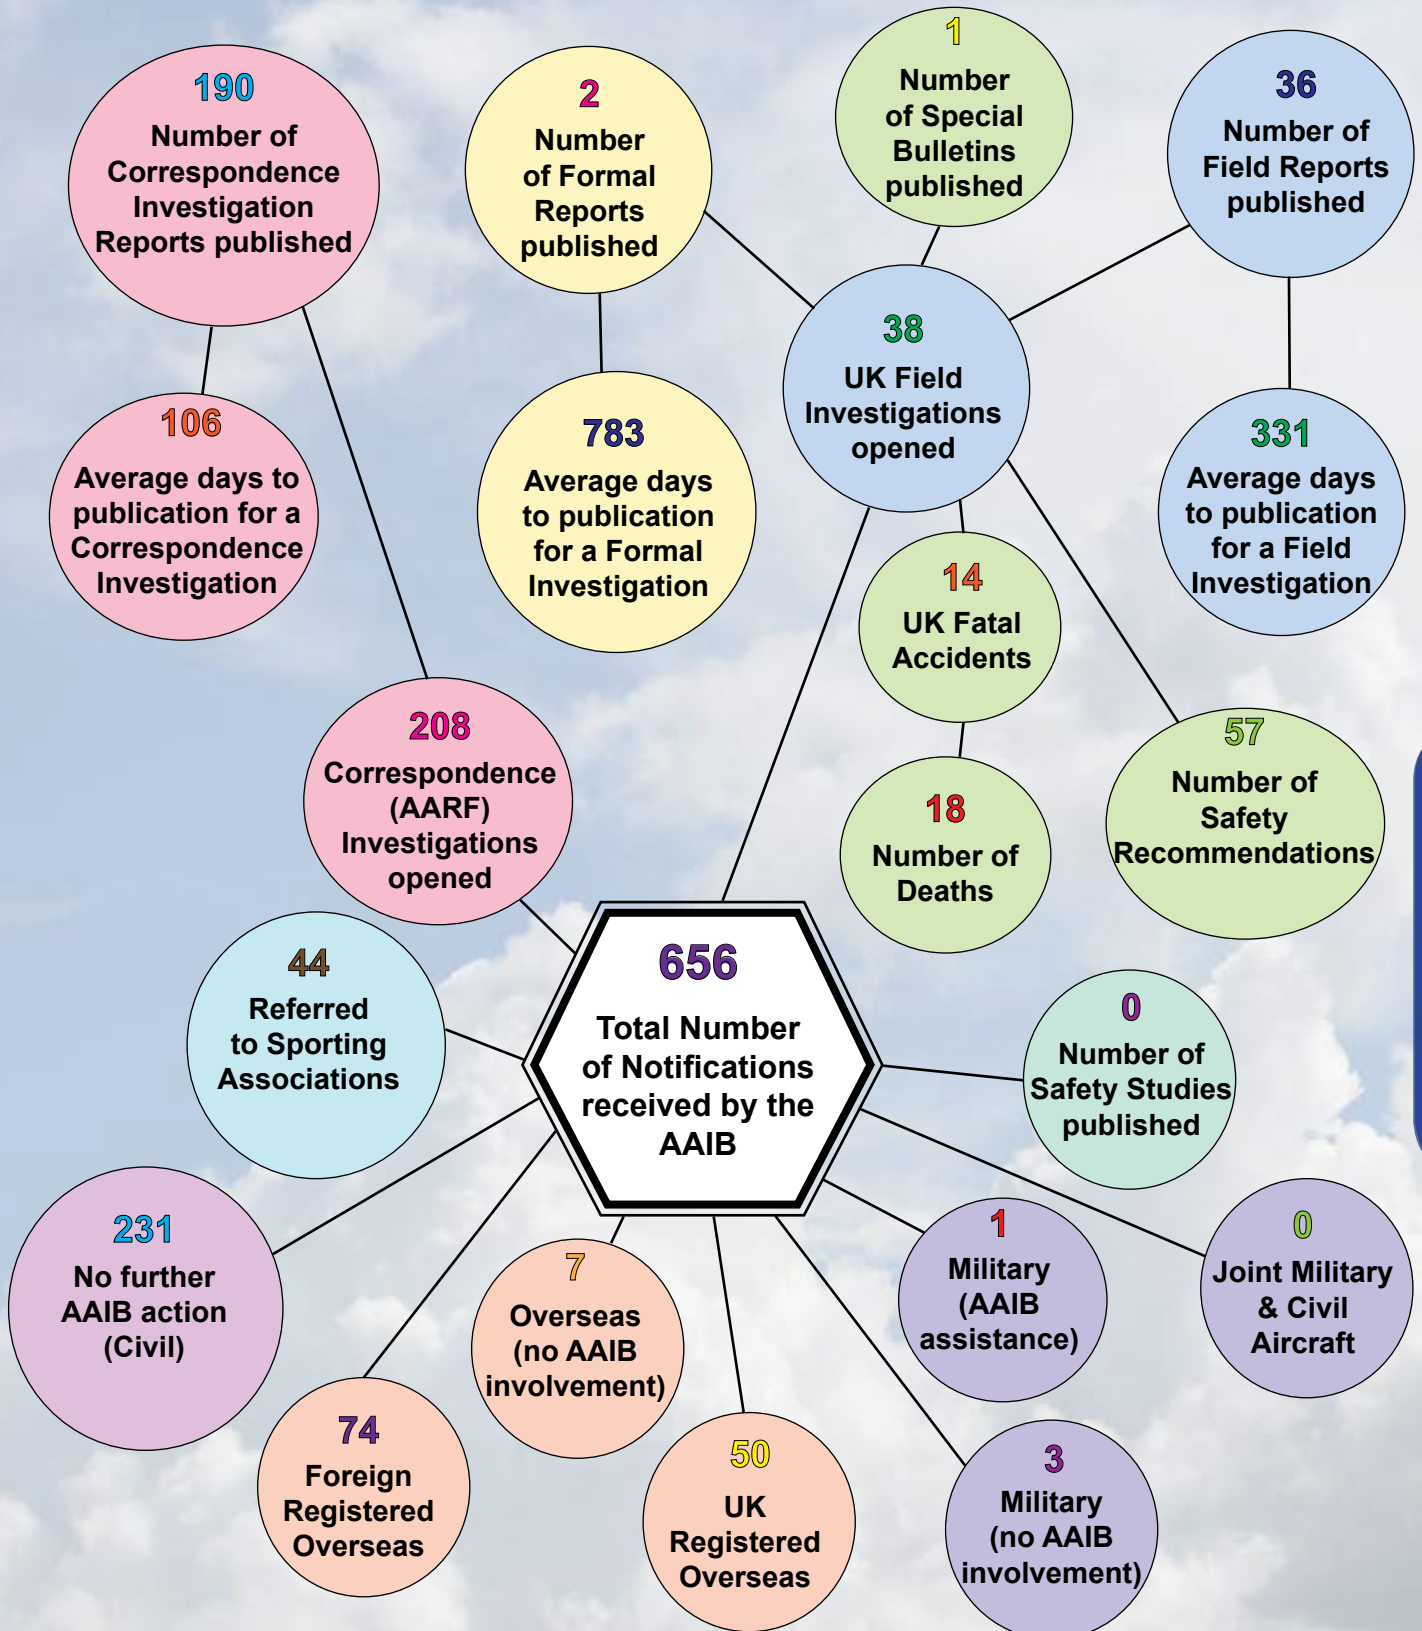 190
Number of
Correspondence
Investigation
Reports published
2
Number
of Formal
Reports
published
1
Number
of Special
Bulletins
published
36
Number of
Field Reports
published
106
Average days to
publication for a
Correspondence
Investigation
783
Average days
to publication
for a Formal
Investigation
38
UK Field
Investigations
opened
331
Average days
to publication
for a Field
Investigation
14
UK Fatal
Accidents
208
Correspondence
(AARF)
Investigations
opened
18
Number of
Deaths
57
Number of
Safety
Recommendations
44
Referred
to Sporting
Associations
656
Total Number
of Notifications
received by the
AAIB
0
Number of
Safety Studies
published
231
No further
AAIB action
(Civil)
7
Overseas
(no AAIB
involvement)
1
Military
(AAIB
assistance)
0
Joint Military
& Civil
Aircraft
74
Foreign
Registered
Overseas
50
UK
Registered
Overseas
3
Military
(no AAIB
involvement)